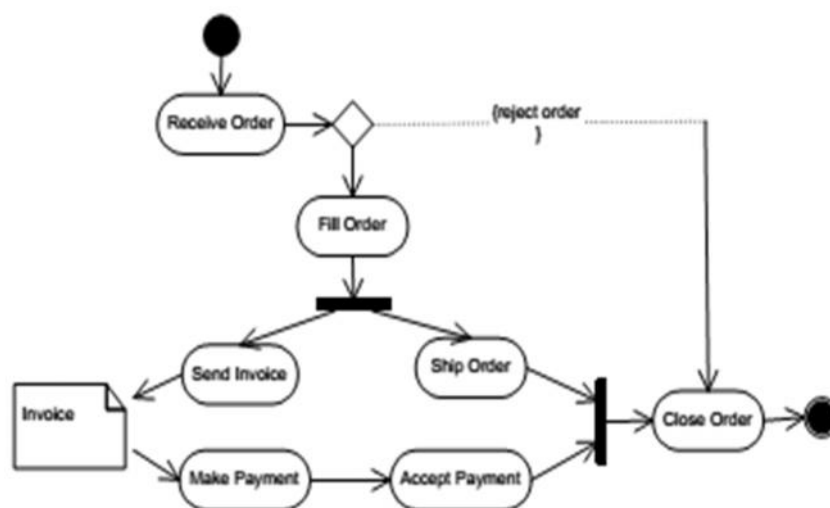 Receive Order
{reject order
}
Fill Order
Send Invoice
Ship Order
Invoice
Close Order
Make Payment
Accept Payment